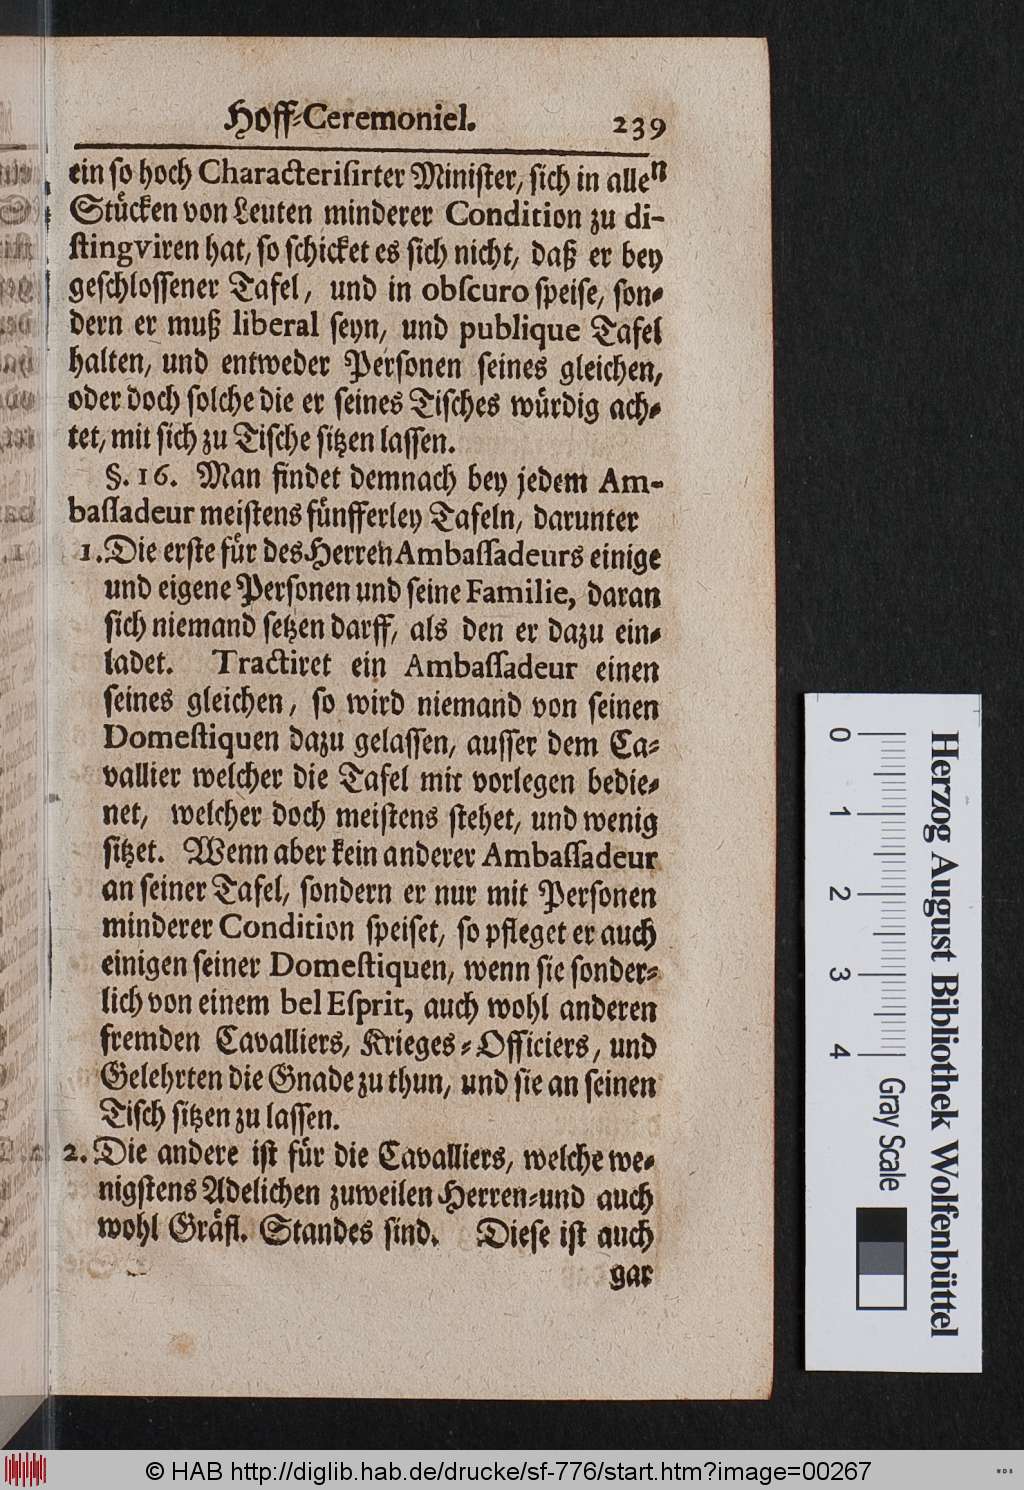 Hoff-Ceremoniel. 239
ein so hoch Characterisirter Minister, sich in allen
Stücken von Leuten minderer Condition zu di-
stingviren hat, so schicket es sich nicht, daß er bey
geschlossener Tafel, und in obscuro speise, son-
dern er muß liberal seyn, und publique Tafel
halten, und entweder Personen seines gleichen,
oder doch solche die er seines Tisches würdig ach-
tet, mit sich zu Tische sitzen lassen.
§. 16. Man findet demnach bey jedem Am-
bassadeur meistens fünfferley Tafeln, darunter
1. Die erste für des Herren Ambassadeurs einige
und eigene Personen und seine Familie, daran
sich niemand setzen darff, als den er dazu ein-
ladet. Tractiret ein Ambassadeur einen
seines gleichen, so wird niemand von seinen
Domestiquen dazu gelassen, ausser dem Ca-
vallier welcher die Tafel mit vorlegen bedie-
net, welcher doch meistens stehet, und wenig
sitzet. Wenn aber kein anderer Ambassadeur
an seiner Tafel, sondern er nur mit Personen
minderer Condition speiset, so pfleget er auch
einigen seiner Domestiquen, wenn sie sonder-
lich von einem bel Esprit, auch wohl anderen
fremden Cavalliers, Krieges-Officiers, und
Gelehrten die Gnade zu thun, und sie an seinen
Tisch sitzen zu lassen.
2. Die andere ist für die Cavalliers, welche we-
nigstens Adelichen zuweilen Herren-und auch
wohl Gräfl. Standes sind. Diese ist auch
gar
0 1 2 3 4
Gray Scale
Herzog August Bibliothek Wolfenbüttel
© HAB http://diglib.hab.de/drucke/sf-776/start.htm?image=00267